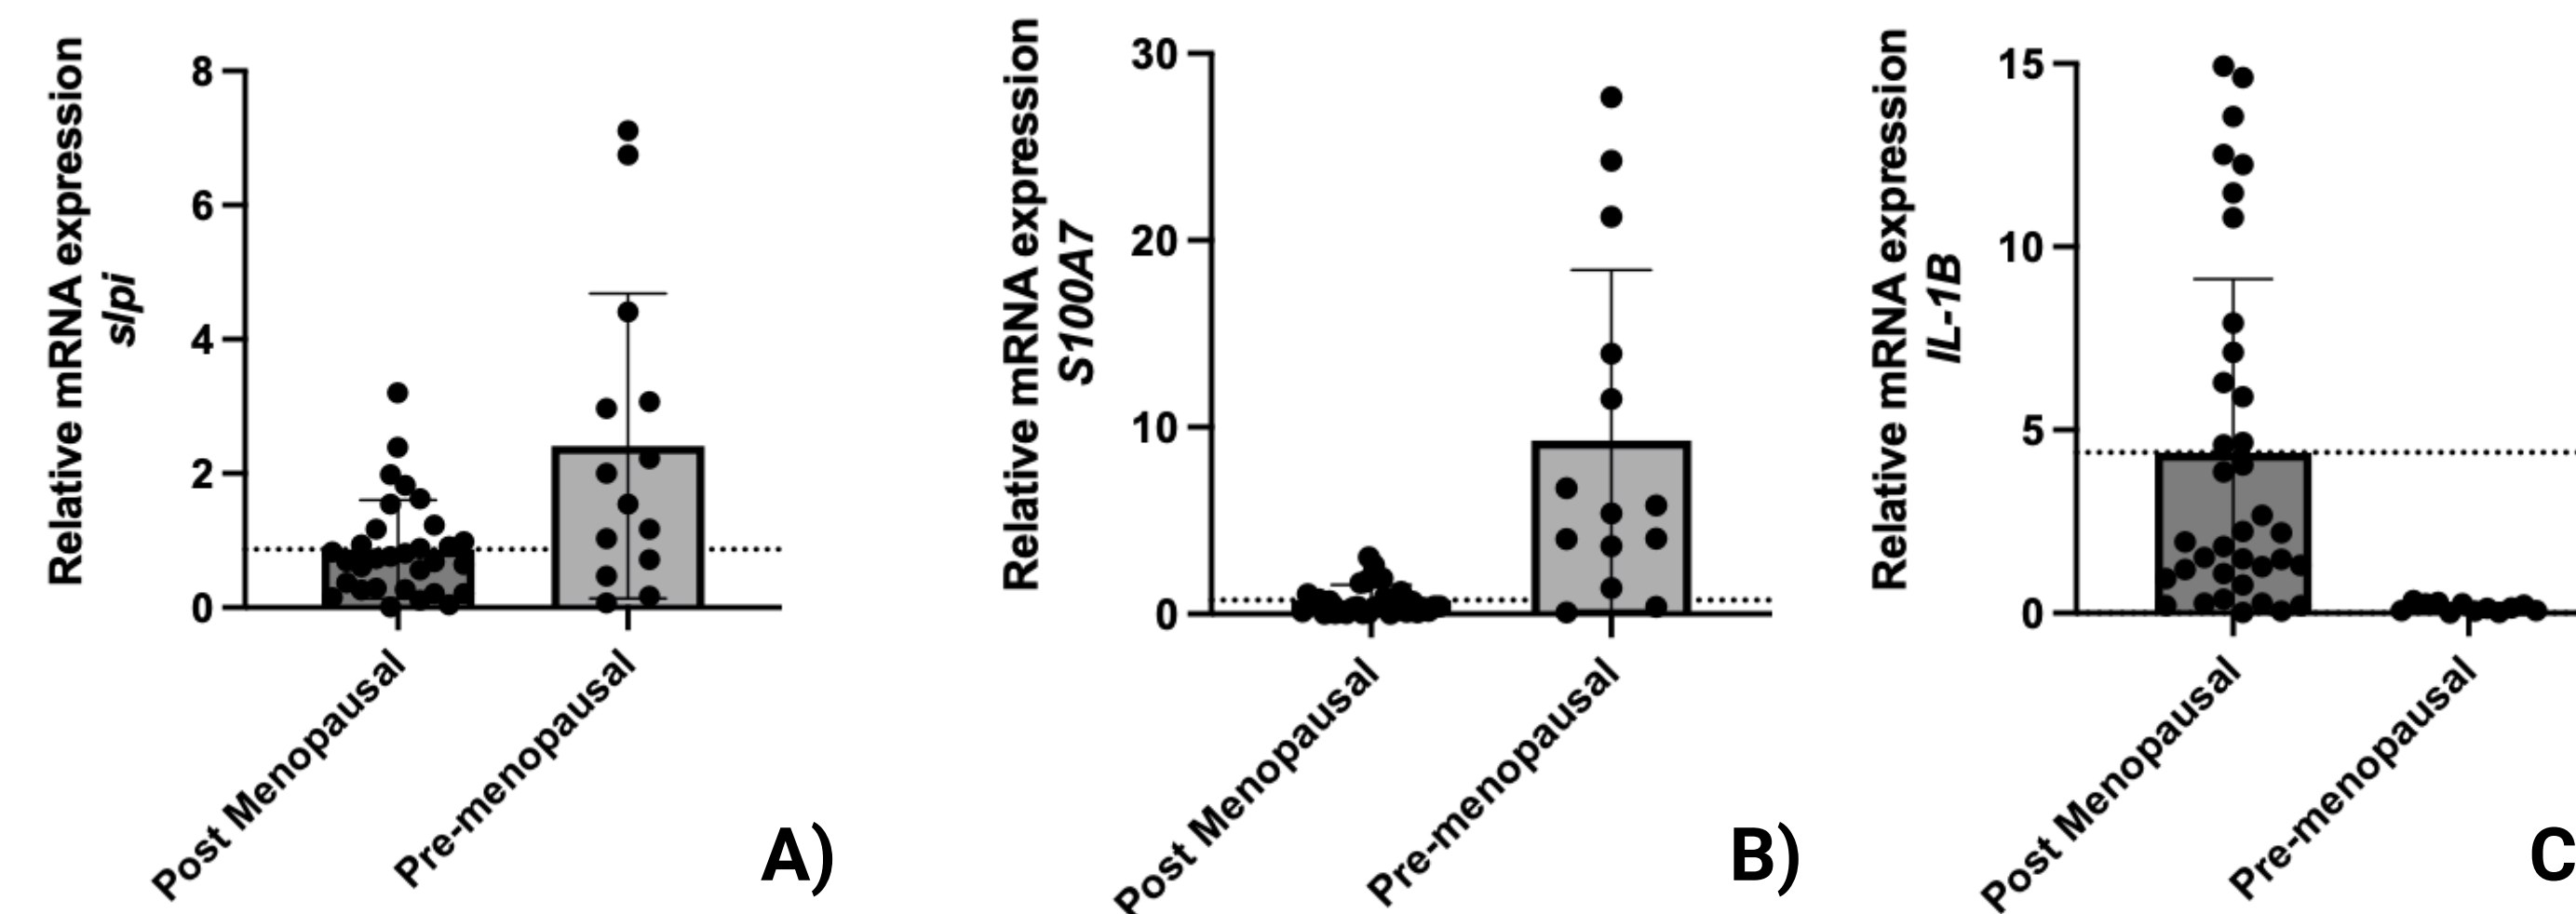 Relative mRNA expression
slpi
8
6
4
2
0
Post Menopausal
Pre-menopausal
A)
Relative mRNA expression
S100A7
30
20
10
0
Post Menopausal
Pre-menopausal
B)
Relative mRNA expression
IL-1B
15
10
5
0
Post Menopausal
Pre-menopausal
C